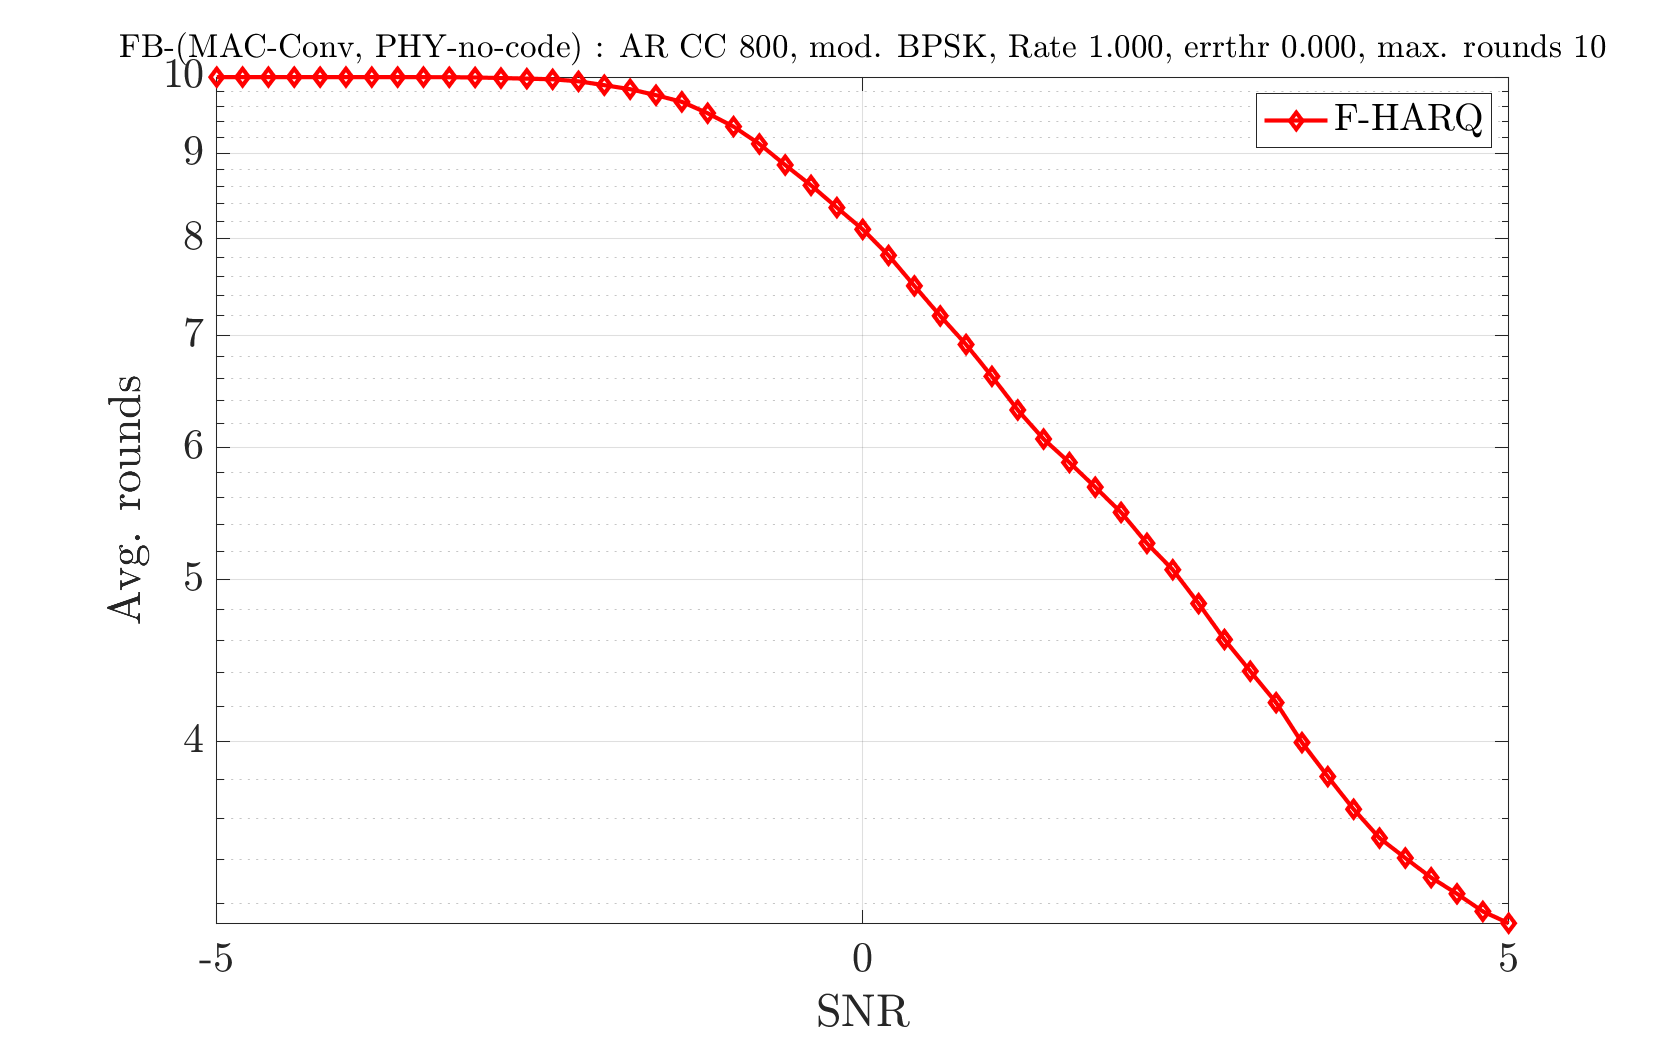 FB-(MAC-Conv, PHY-no-code) : AR CC 800, mod. BPSK, Rate 1.000, errthr 0.000, max. rounds 10
F-HARQ
10
9
8
7
6
5
4
Avg. rounds
-5
0
5
SNR